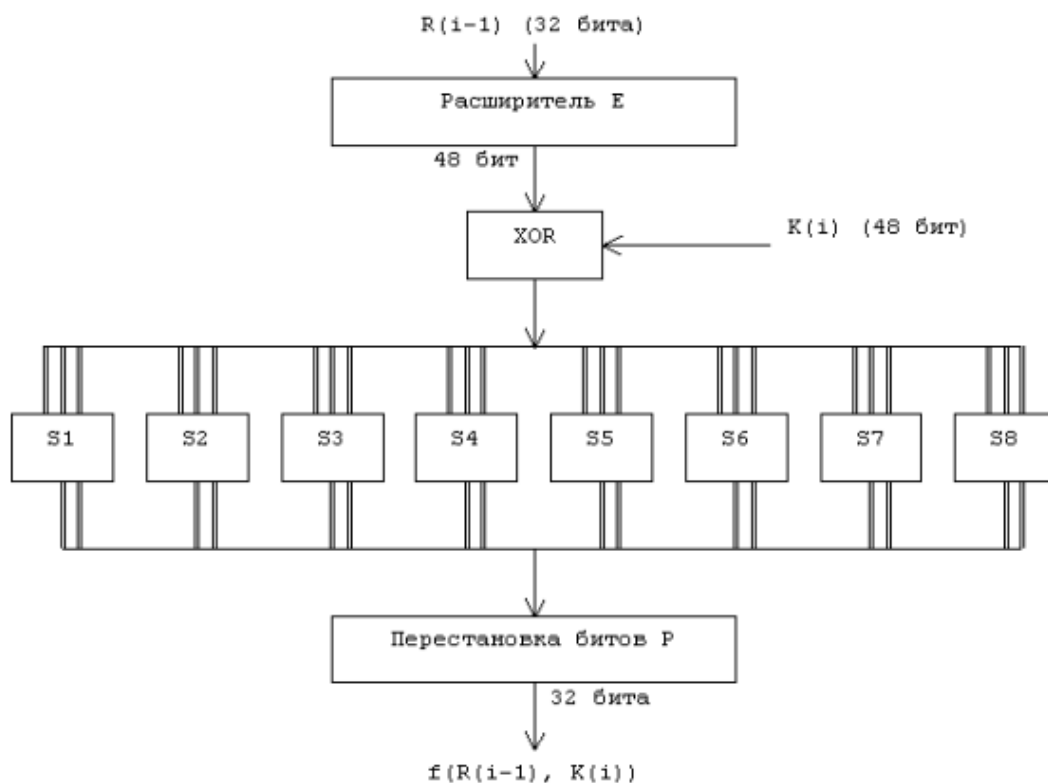 R(i-1) (32 бита)
Расширитель E
48 бит
XOR
K(i) (48 бит)
S1 S2 S3 S4 S5 S6 S7 S8
Перестановка битов P
32 бита
f(R(i-1), K(i))